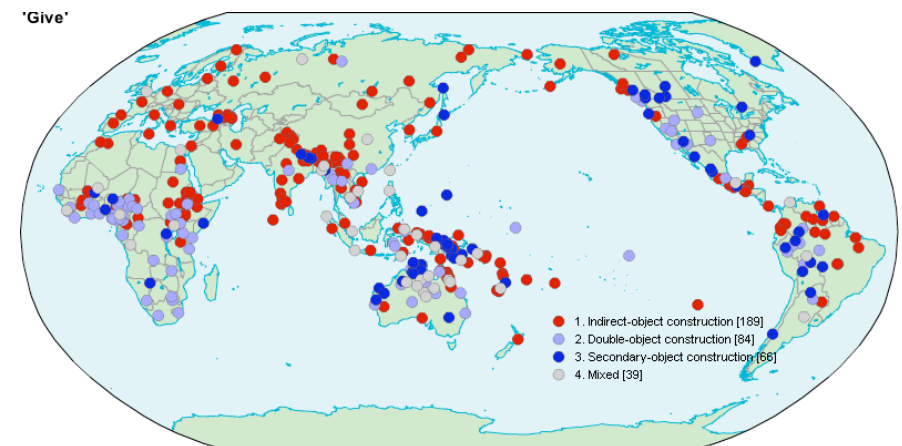 'Give'
1. Indirect-object construction [189]
2. Double-object construction [84]
3. Secondary-object construction [66]
4. Mixed [39]